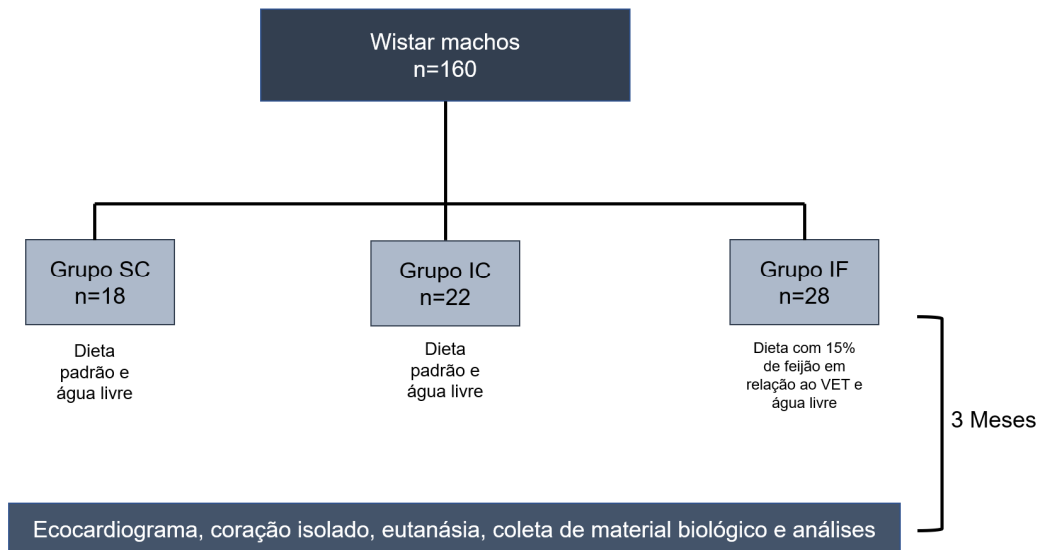 Wistar machos
n=160
Grupo SC
n=18
Grupo IC
n=22
Grupo IF
n=28
Dieta
padrão e
água livre
Dieta
padrão e
água livre
Dieta com 15%
de feijão em
relação ao VET e
água livre
3 Meses
Ecocardiograma, coração isolado, eutanásia, coleta de material biológico e análises